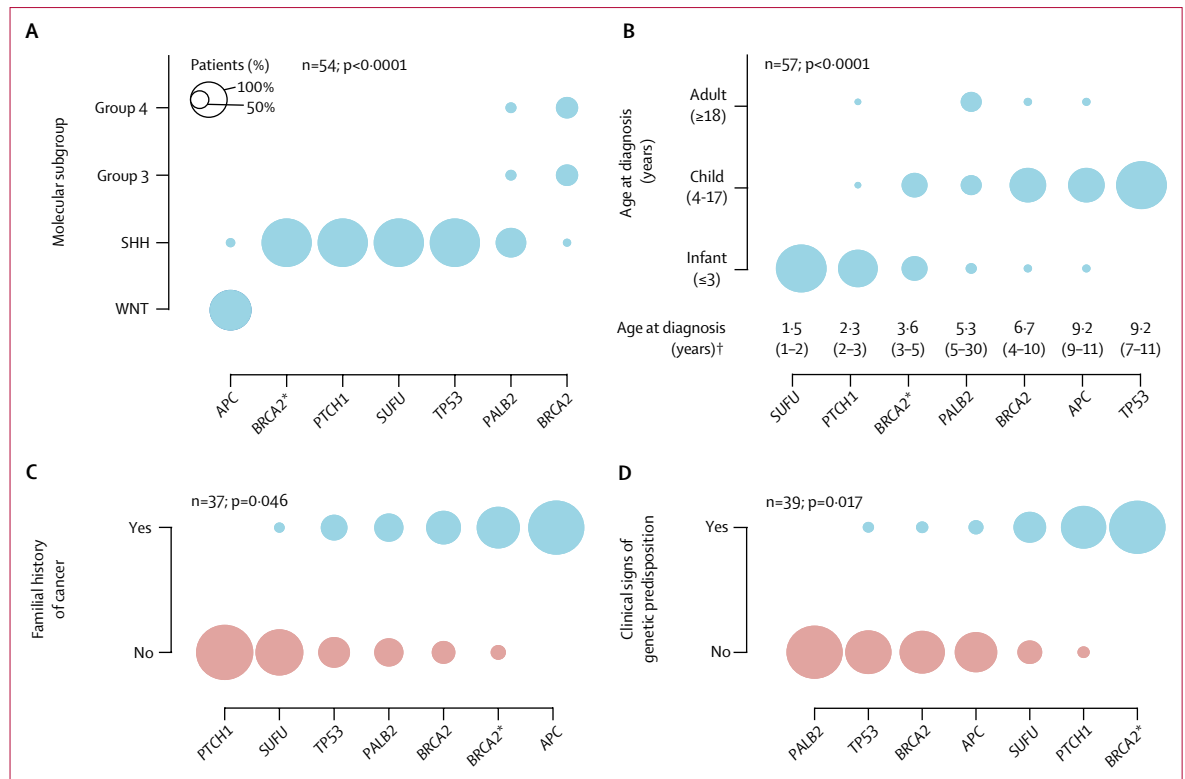 A
Patients (%)
100%
50%
n=54; p<0·0001
Molecular subgroup
Group 4
Group 3
SHH
WNT
APC
BRCA2*
PTCH1
SUFU
TP53
PALB2
BRCA2
B
n=57; p<0·0001
Age at diagnosis
(years)
Adult
(≥18)
Child
(4-17)
Infant
(≤3)
Age at diagnosis
(years)†
1·5
(1–2)
2·3
(2–3)
3·6
(3–5)
5·3
(5–30)
6·7
(4–10)
9·2
(9–11)
9·2
(7–11)
SUFU
PTCH1
BRCA2*
PALB2
BRCA2
APC
TP53
C
n=37; p=0·046
Familial history
of cancer
Yes
No
PTCH1
SUFU
TP53
PALB2
BRCA2
BRCA2*
APC
D
n=39; p=0·017
Clinical signs of
genetic predisposition
Yes
No
PALB2
TP53
BRCA2
APC
SUFU
PTCH1
BRCA2*